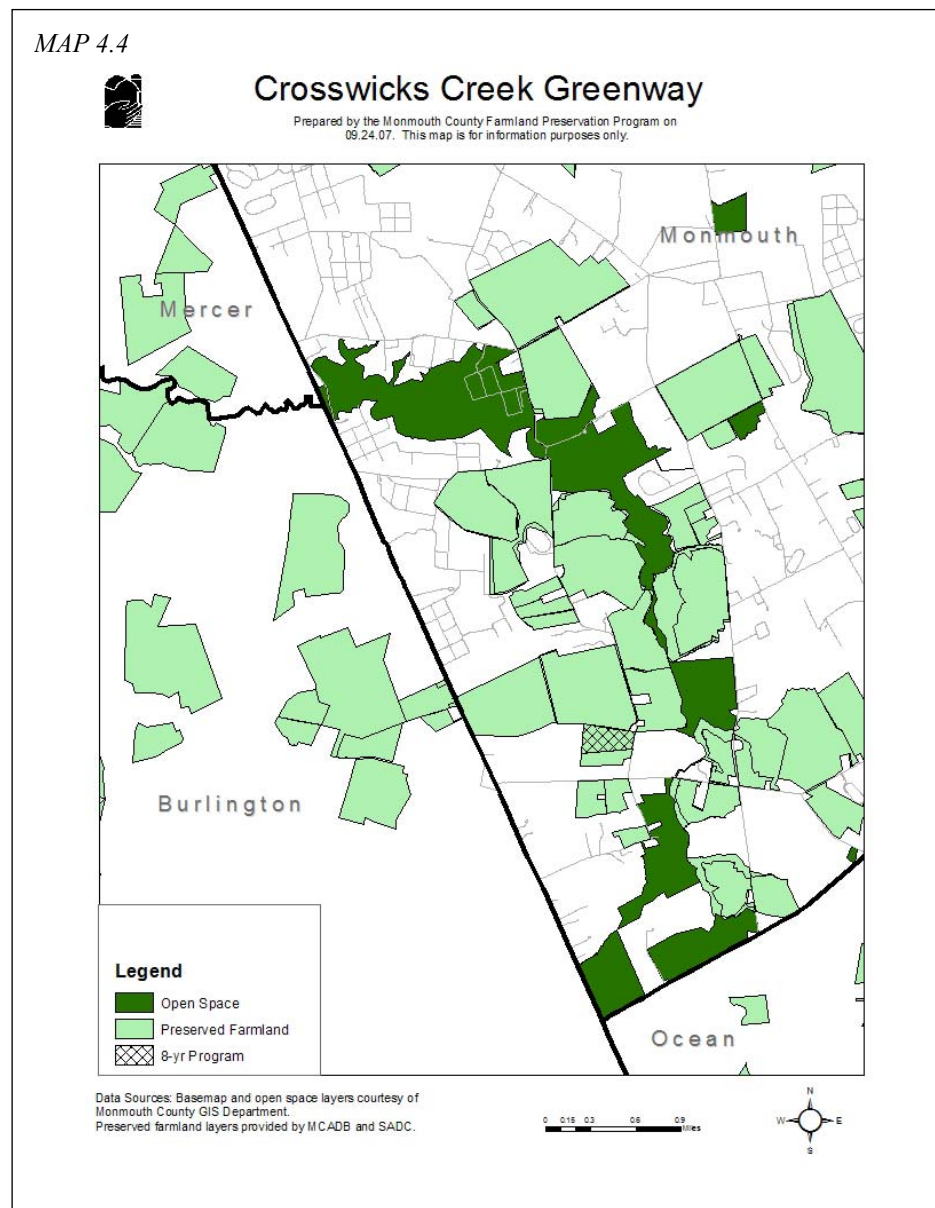 MAP 4.4
Crosswicks Creek Greenway
Prepared by the Monmouth County Farmland Preservation Program on
09.24.07. This map is for information purposes only.
Monmouth
Mercer
Burlington
Legend
Open Space
Preserved Farmland
8-yr Program
Ocean
Data Sources: Basemap and open space layers courtesy of
Monmouth County GIS Department.
Preserved farmland layers provided by MCADB and SADC.
0 0.15 0.3 0.6 0.9
Miles
N
W E
S